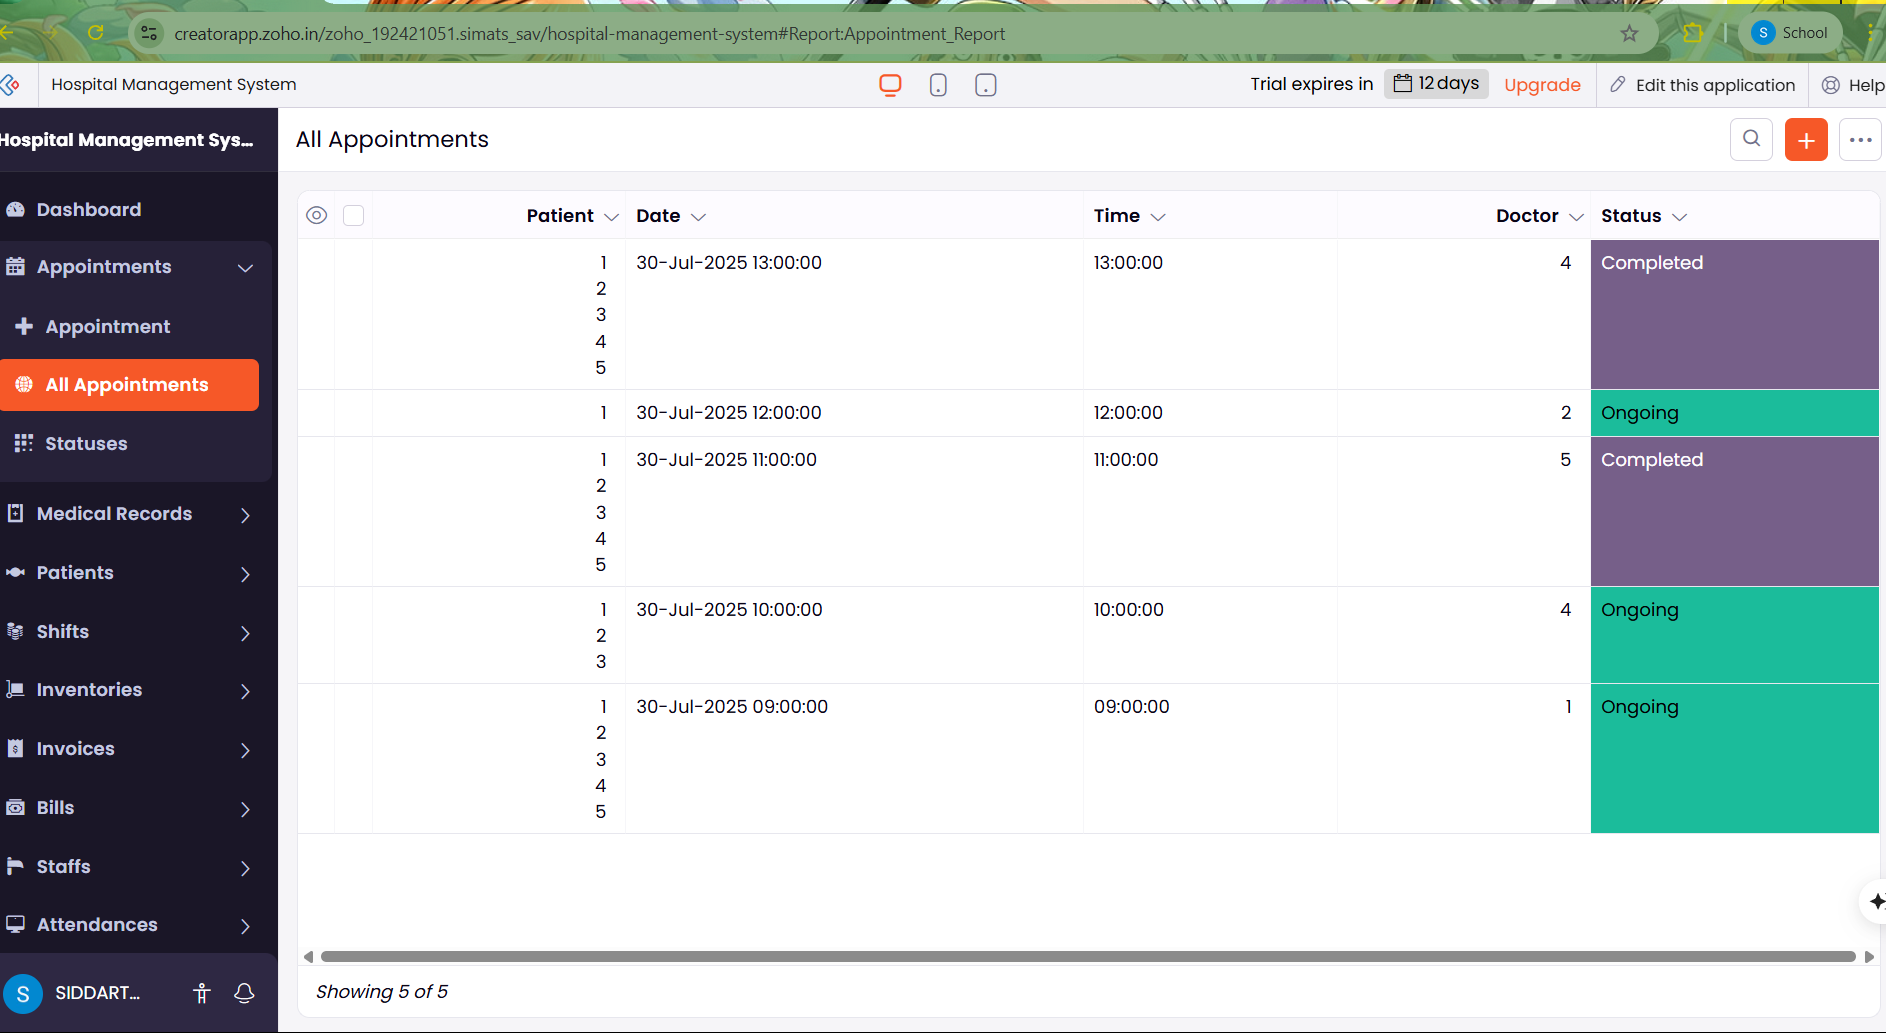 creatorapp.zoho.in/zoho_192421051.simats_sav/hospital-management-system#Report:Appointment_Report
S School
Hospital Management System
Trial expires in 12 days Upgrade Edit this application Help
Hospital Management Sys...
All Appointments
Dashboard
Appointments
Appointment
All Appointments
Statuses
Medical Records
Patients
Shifts
Inventories
Invoices
Bills
Staffs
Attendances
S SIDDART...
Patient Date Time Doctor Status
1 30-Jul-2025 13:00:00 13:00:00 4 Completed
2
3
4
5
1 30-Jul-2025 12:00:00 12:00:00 2 Ongoing
1 30-Jul-2025 11:00:00 11:00:00 5 Completed
2
3
4
5
1 30-Jul-2025 10:00:00 10:00:00 4 Ongoing
2
3
1 30-Jul-2025 09:00:00 09:00:00 1 Ongoing
2
3
4
5
Showing 5 of 5